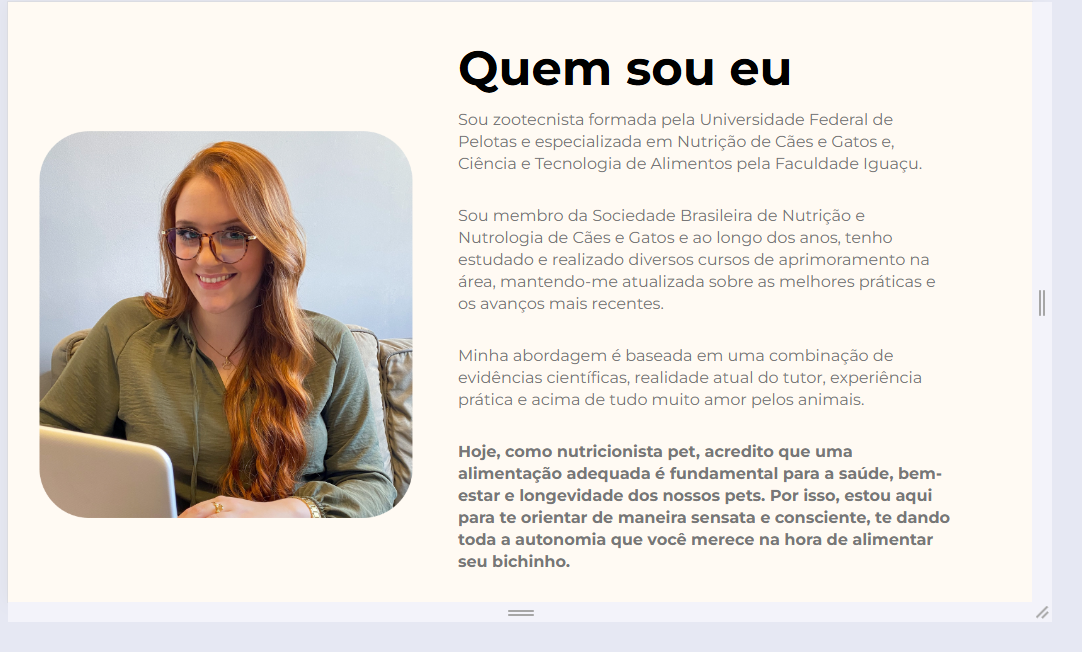 Quem sou eu
Sou zootecnista formada pela Universidade Federal de
Pelotas e especializada em Nutrição de Cães e Gatos e,
Ciência e Tecnologia de Alimentos pela Faculdade Iguaçu.
Sou membro da Sociedade Brasileira de Nutrição e
Nutrologia de Cães e Gatos e ao longo dos anos, tenho
estudado e realizado diversos cursos de aprimoramento na
área, mantendo-me atualizada sobre as melhores práticas e
os avanços mais recentes.
Minha abordagem é baseada em uma combinação de
evidências científicas, realidade atual do tutor, experiência
prática e acima de tudo muito amor pelos animais.
Hoje, como nutricionista pet, acredito que uma
alimentação adequada é fundamental para a saúde, bem-
estar e longevidade dos nossos pets. Por isso, estou aqui
para te orientar de maneira sensata e consciente, te dando
toda a autonomia que você merece na hora de alimentar
seu bichinho.